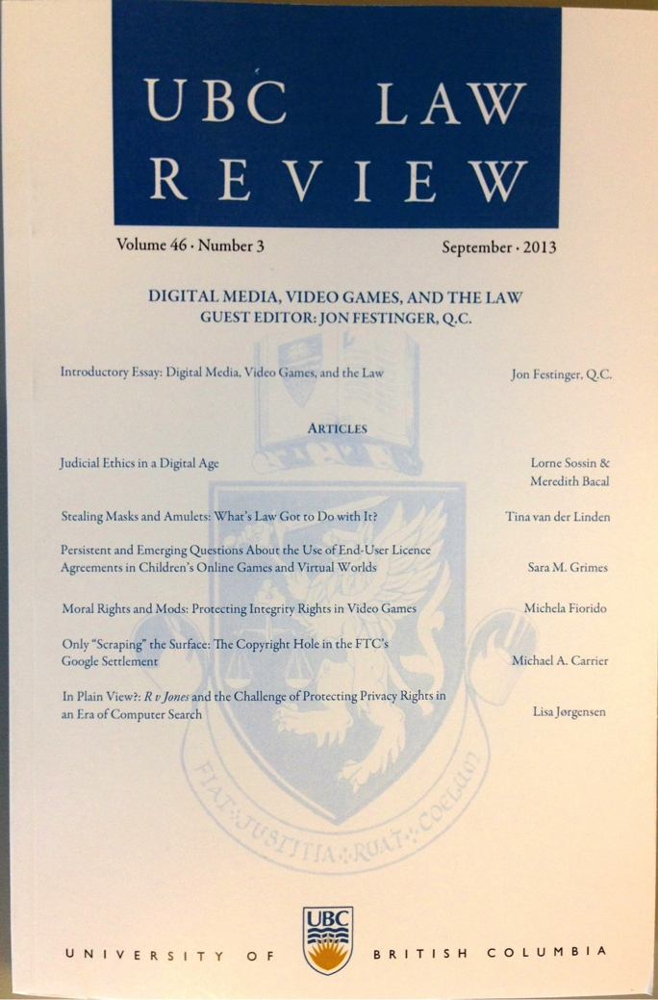 UBC LAW
REVIEW
Volume 46 · Number 3 September · 2013
DIGITAL MEDIA, VIDEO GAMES, AND THE LAW
GUEST EDITOR: JON FESTINGER, Q.C.
Introductory Essay: Digital Media, Video Games, and the Law Jon Festinger, Q.C.
ARTICLES
Judicial Ethics in a Digital Age Lorne Sossin &
Meredith Bacal
Stealing Masks and Amulets: What's Law Got to Do with It? Tina van der Linden
Persistent and Emerging Questions About the Use of End-User Licence
Agreements in Children's Online Games and Virtual Worlds Sara M. Grimes
Moral Rights and Mods: Protecting Integrity Rights in Video Games Michela Fiorido
Only "Scraping" the Surface: The Copyright Hole in the FTC's
Google Settlement Michael A. Carrier
In Plain View?: R v Jones and the Challenge of Protecting Privacy Rights in
an Era of Computer Search Lisa Jørgensen
FIAT JUSTITIA RUAT COELUM
UBC
UNIVERSITY OF BRITISH COLUMBIA